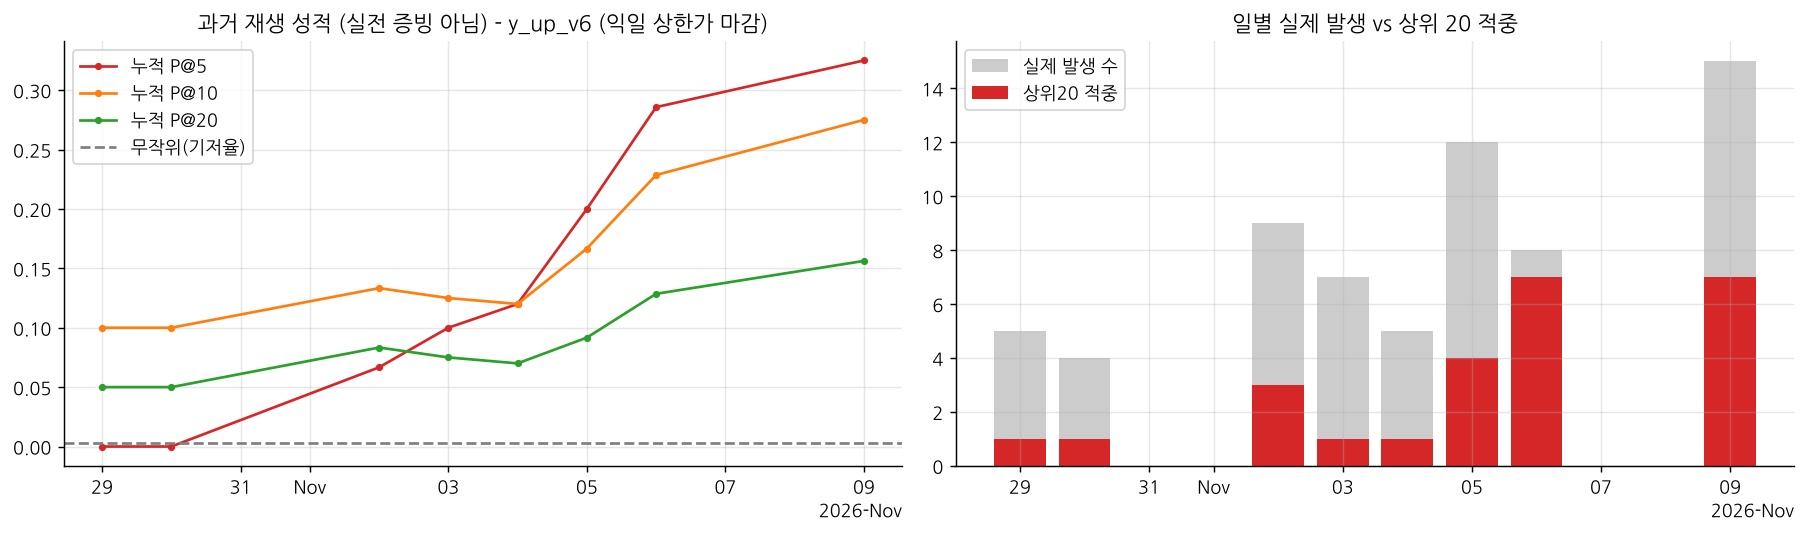 과거 재생 성적 (실전 증빙 아님) - y_up_v6 (익일 상한가 마감)
누적 P@5
누적 P@10
누적 P@20
무작위(기저율)
0.30
0.25
0.20
0.15
0.10
0.05
0.00
29 31 Nov 03 05 07 09
2026-Nov
일별 실제 발생 vs 상위 20 적중
실제 발생 수
상위20 적중
14
12
10
8
6
4
2
0
29 31 Nov 03 05 07 09
2026-Nov